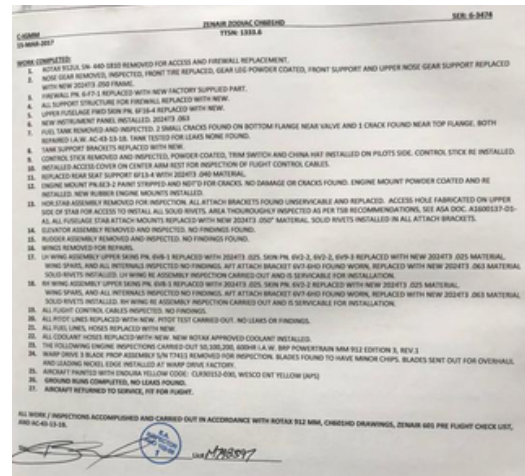 ZENAIR ZODIAC CH601HD
SER: 6-3474
C-IGMM
TTSN: 1333.8
15-MAR-2017
WORK COMPLETED:
1. ROTAX 912UL SN- 440-0810 REMOVED FOR ACCESS AND FIREWALL REPLACEMENT.
2. NOSE GEAR REMOVED, INSPECTED, FRONT TIRE REPLACED, GEAR LEG POWDER COATED, FRONT SUPPORT AND UPPER NOSE GEAR SUPPORT REPLACED
WITH NEW 2024T3 .050 FRAME.
3. FIREWALL PN. 6-F7-1 REPLACED WITH NEW FACTORY SUPPLIED PART.
4. ALL SUPPORT STRUCTURE FOR FIREWALL REPLACED WITH NEW.
5. UPPER FUSELAGE FWD SKIN PN. 6F16-4 REPLACED WITH NEW.
6. NEW INSTRUMENT PANEL INSTALLED. 2024T3 .063
7. FUEL TANK REMOVED AND INSPECTED. 2 SMALL CRACKS FOUND ON BOTTOM FLANGE NEAR VALVE AND 1 CRACK FOUND NEAR TOP FLANGE. BOTH
REPAIRED I.A.W. AC-43-13-1B. TANK TESTED FOR LEAKS NONE FOUND.
8. TANK SUPPORT BRACKETS REPLACED WITH NEW.
9. CONTROL STICK REMOVED AND INSPECTED, POWDER COATED, TRIM SWITCH AND CHINA HAT INSTALLED ON PILOTS SIDE. CONTROL STICK RE INSTALLED.
10. INSTALLED ACCESS COVER ON CENTER ARM REST FOR INSPECTION OF FLIGHT CONTROL CABLES.
11. REPLACED REAR SEAT SUPPORT 6F13-4 WITH 2024T3 .040 MATERIAL.
12. ENGINE MOUNT PN.6E3-2 PAINT STRIPPED AND NDT'D FOR CRACKS. NO DAMAGE OR CRACKS FOUND. ENGINE MOUNT POWDER COATED AND RE
INSTALLED. NEW RUBBER ENGINE MOUNTS INSTALLED.
13. HOR.STAB ASSEMBLY REMOVED FOR INSPECTION. ALL ATTACH BRACKETS FOUND UNSERVICABLE AND REPLACED. ACCESS HOLE FABRICATED ON UPPER
SIDE OF STAB FOR ACCESS TO INSTALL ALL SOLID RIVETS. AREA THOUROUGHLY INSPECTED AS PER TSB RECOMMENDATIONS, SEE ASA DOC. A1600137-01-
A1. ALL FUSELAGE STAB ATTACH MOUNTS REPLACED WITH NEW 2024T3 .050" MATERIAL. SOLID RIVETS INSTALLED IN ALL ATTACH BRACKETS.
14. ELEVATOR ASSEMBLY REMOVED AND INSPECTED. NO FINDINGS FOUND.
15. RUDDER ASSEMBLY REMOVED AND INSPECTED. NO FINDINGS FOUND.
16. WINGS REMOVED FOR REPAIRS.
17. LH WING ASSEMBLY UPPER SKINS PN. 6V8-1 REPLACED WITH 2024T3 .025. SKIN PN. 6V2-2, 6V2-2, 6V9-3 REPLACED WITH NEW 2024T3 .025 MATERIAL.
WING SPARS, AND ALL INTERNALS INSPECTED NO FINDINGS. AFT ATTACH BRACKET 6V7-6HD FOUND WORN, REPLACED WITH NEW 2024T3 .063 MATERIAL
SOLID RIVETS INSTALLED. LH WING RE ASSEMBLY INSPECTION CARRIED OUT AND IS SERVICABLE FOR INSTALLATION.
18. RH WING ASSEMBLY UPPER SKINS PN. 6V8-1 REPLACED WITH 2024T3 .025. SKIN PN. 6V2-2 REPLACED WITH NEW 2024T3 .025 MATERIAL.
WING SPARS, AND ALL INTERNALS INSPECTED NO FINDINGS. AFT ATTACH BRACKET 6V7-6HD FOUND WORN, REPLACED WITH NEW 2024T3 .063 MATERIAL
SOLID RIVETS INSTALLED. RH WING RE ASSEMBLY INSPECTION CARRIED OUT AND IS SERVICABLE FOR INSTALLATION.
19. ALL FLIGHT CONTROL CABLES INSPECTED. NO FINDINGS.
20. ALL PITOT LINES REPLACED WITH NEW. PITOT TEST CARRIED OUT. NO LEAKS OR FINDINGS.
21. ALL FUEL LINES, HOSES REPLACED WITH NEW.
22. ALL COOLANT HOSES REPLACED WITH NEW. NEW ROTAX APPROVED COOLANT INSTALLED.
23. THE FOLLOWING ENGINE INSPECTIONS CARRIED OUT 50,100,200, 600HR I.A.W. BRP POWERTRAIN MM 912 EDITION 3, REV.1
24. WARP DRIVE 3 BLADE PROP ASSEMBLY S/N T7411 REMOVED FOR INSPECTION. BLADES FOUND TO HAVE MINOR CHIPS. BLADES SENT OUT FOR OVERHAUL
AND LEADING NICKEL EDGE INSTALLED AT WARP DRIVE FACTORY.
25. AIRCRAFT PAINTED WITH ENDURA YELLOW CODE: CLR30152-030, WESCO ENT YELLOW (APS)
26. GROUND RUNS COMPLETED, NO LEAKS FOUND.
27. AIRCRAFT RETURNED TO SERVICE, FIT FOR FLIGHT.
ALL WORK / INSPECTIONS ACCOMPLISHED AND CARRIED OUT IN ACCORDANCE WITH ROTAX 912 MM, CH601HD DRAWINGS, ZENAIR 601 PRE FLIGHT CHECK LIST,
AND AC-43-13-1B.